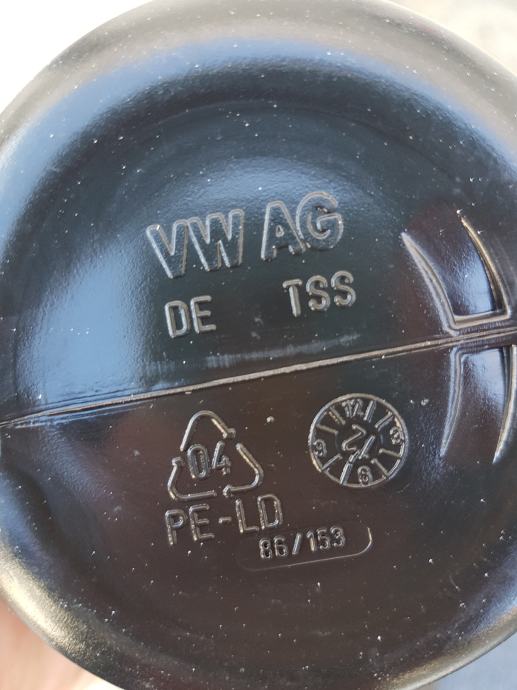 VW AG
DE TSS
04
PE-LD
86/153